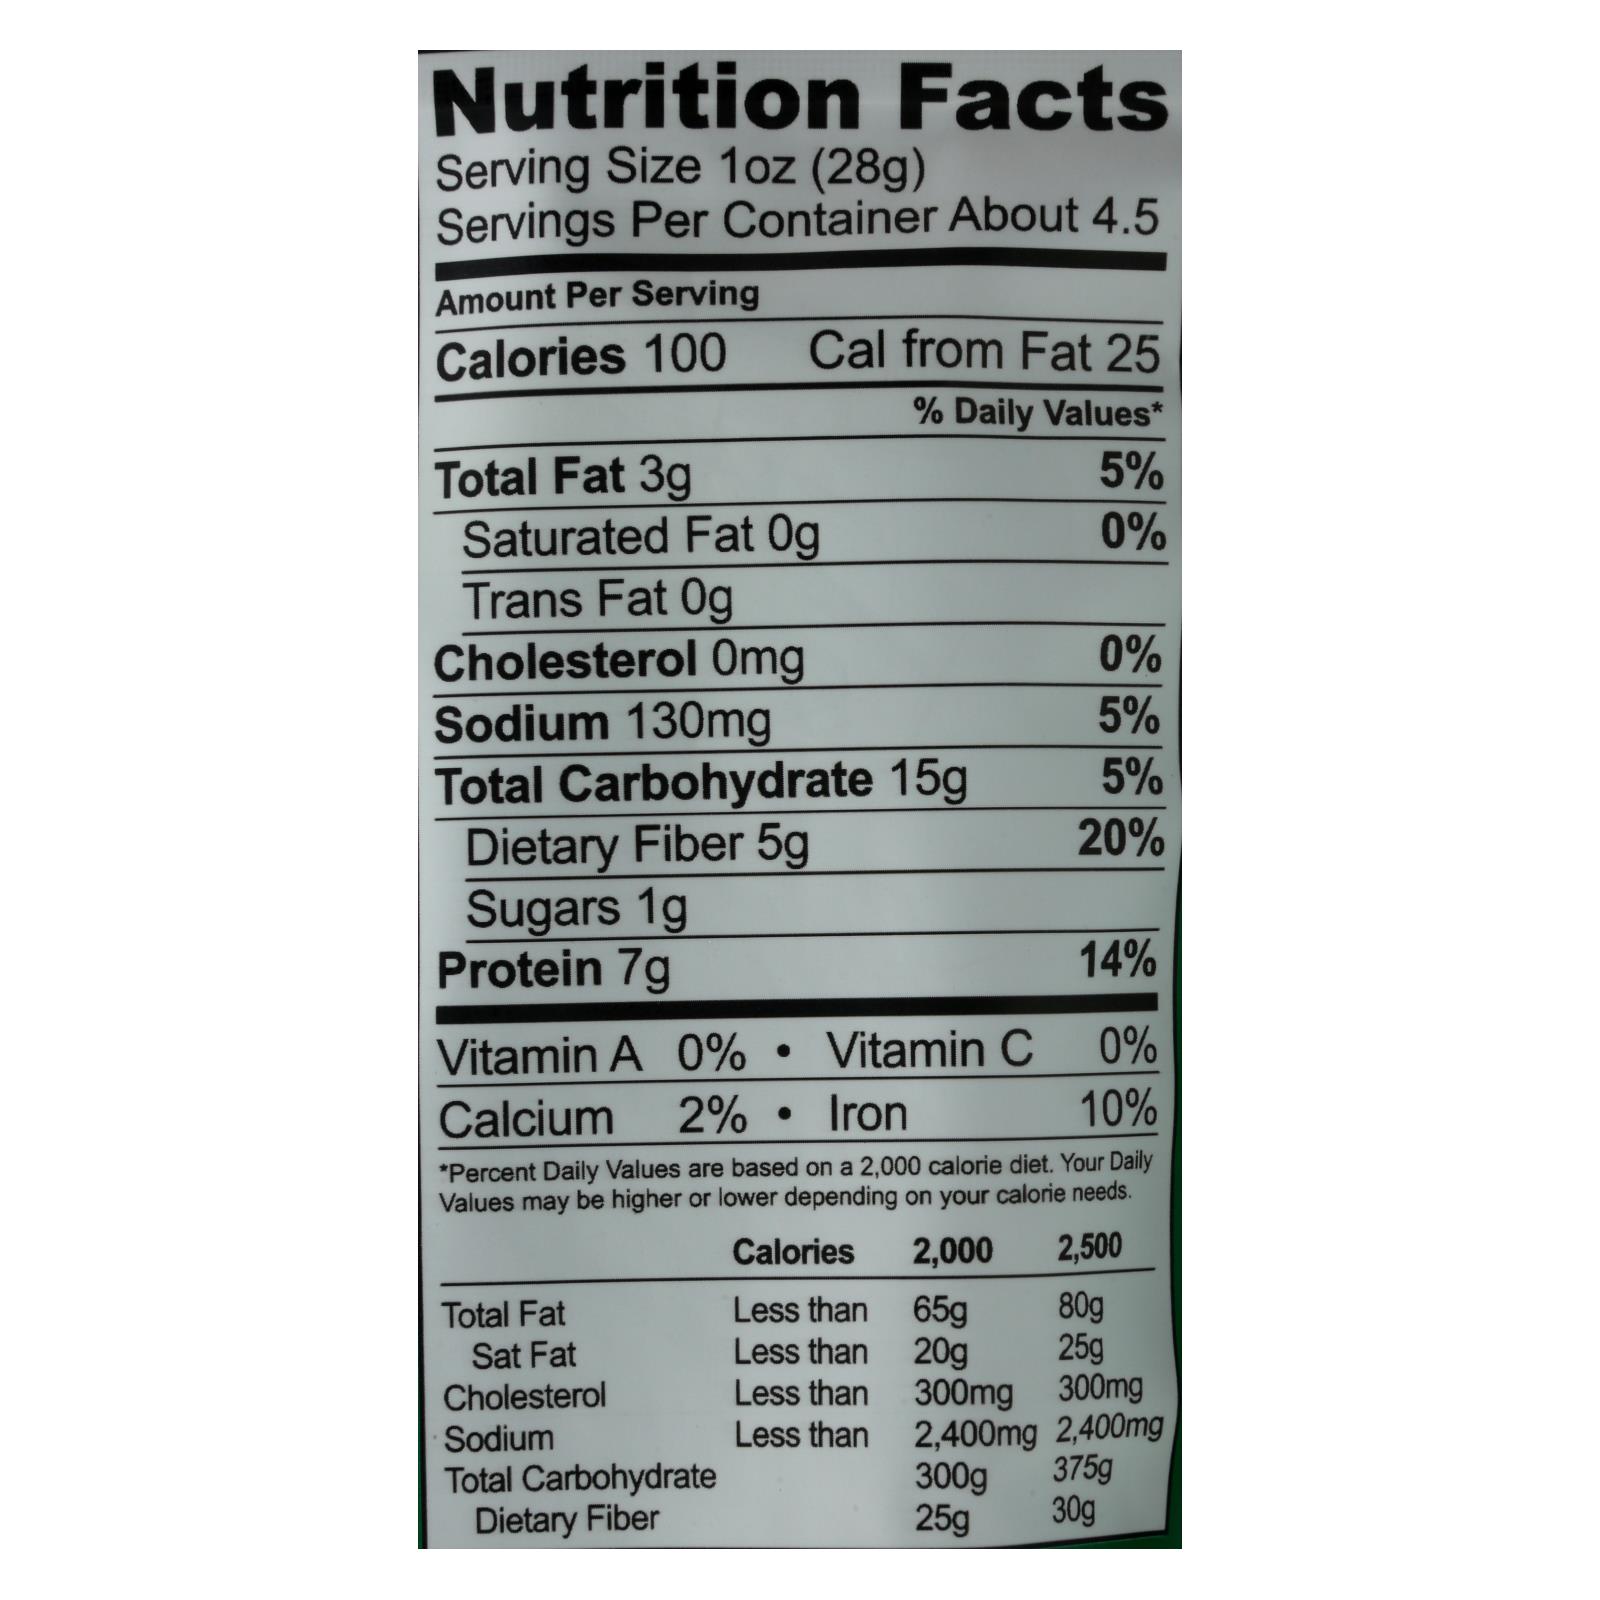 Nutrition Facts
Serving Size 1oz (28g)
Servings Per Container About 4.5
Amount Per Serving
Calories 100 Cal from Fat 25
% Daily Values*
Total Fat 3g 5%
Saturated Fat 0g 0%
Trans Fat 0g
Cholesterol 0mg 0%
Sodium 130mg 5%
Total Carbohydrate 15g 5%
Dietary Fiber 5g 20%
Sugars 1g
Protein 7g 14%
Vitamin A 0% • Vitamin C 0%
Calcium 2% • Iron 10%
*Percent Daily Values are based on a 2,000 calorie diet. Your Daily
Values may be higher or lower depending on your calorie needs.
Calories 2,000 2,500
Total Fat Less than 65g 80g
Sat Fat Less than 20g 25g
Cholesterol Less than 300mg 300mg
Sodium Less than 2,400mg 2,400mg
Total Carbohydrate 300g 375g
Dietary Fiber 25g 30g